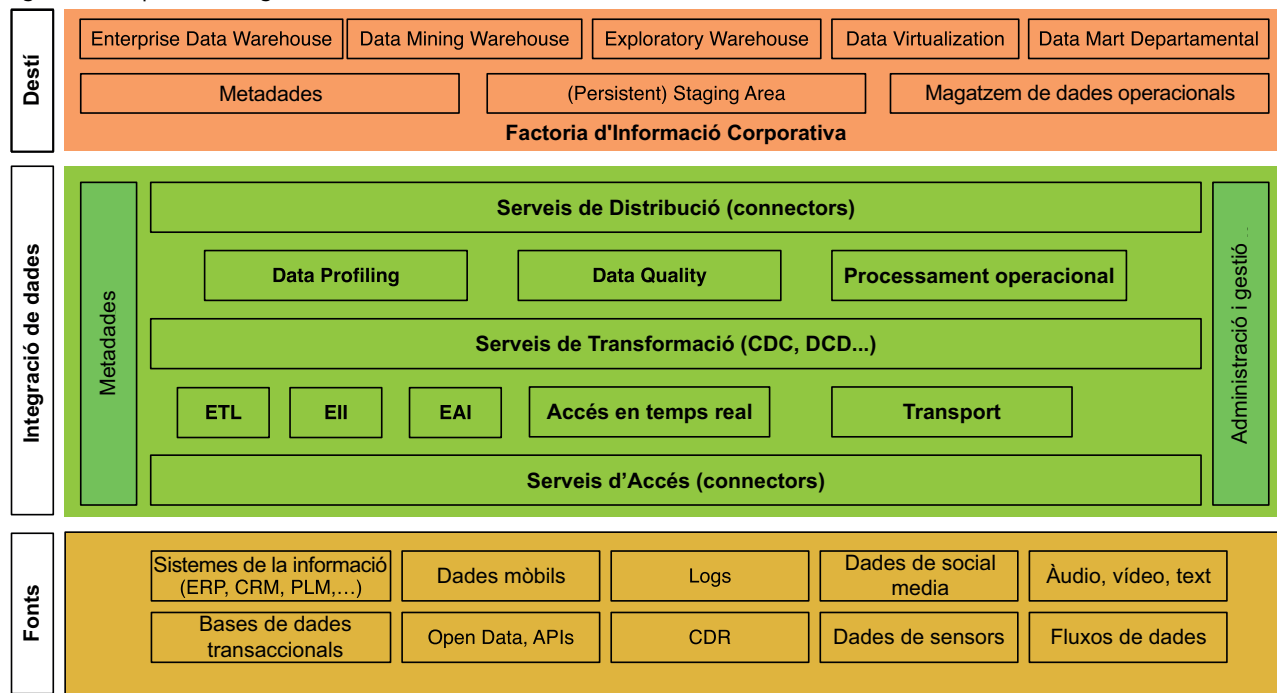 Destí
Enterprise Data Warehouse
Data Mining Warehouse
Exploratory Warehouse
Data Virtualization
Data Mart Departamental
Metadades
(Persistent) Staging Area
Magatzem de dades operacionals
Factoria d'Informació Corporativa
Integració de dades
Metadades
Serveis de Distribució (connectors)
Data Profiling
Data Quality
Processament operacional
Serveis de Transformació (CDC, DCD...)
ETL
EII
EAI
Accés en temps real
Transport
Serveis d’Accés (connectors)
Administració i gestió ...
Fonts
Sistemes de la informació
(ERP, CRM, PLM,…)
Dades mòbils
Logs
Dades de social
media
Àudio, vídeo, text
Bases de dades
transaccionals
Open Data, APIs
CDR
Dades de sensors
Fluxos de dades